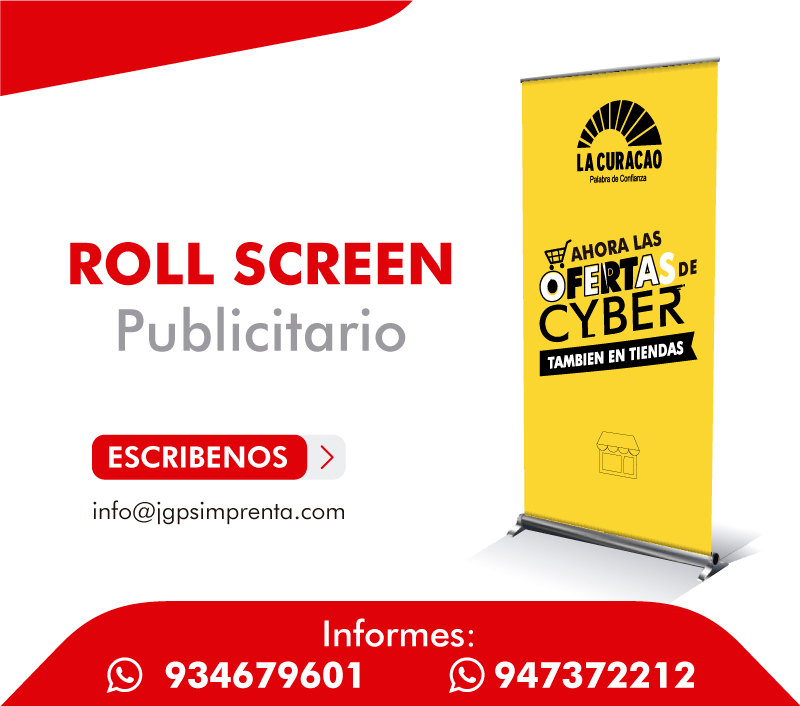 ROLL SCREEN
Publicitario
ESCRIBENOS
info@jgpsimprenta.com
LA CURACAO
Palabra de Confianza
AHORA LAS
OFERTAS DE
CYBER
TAMBIEN EN TIENDAS
Informes:
934679601
947372212